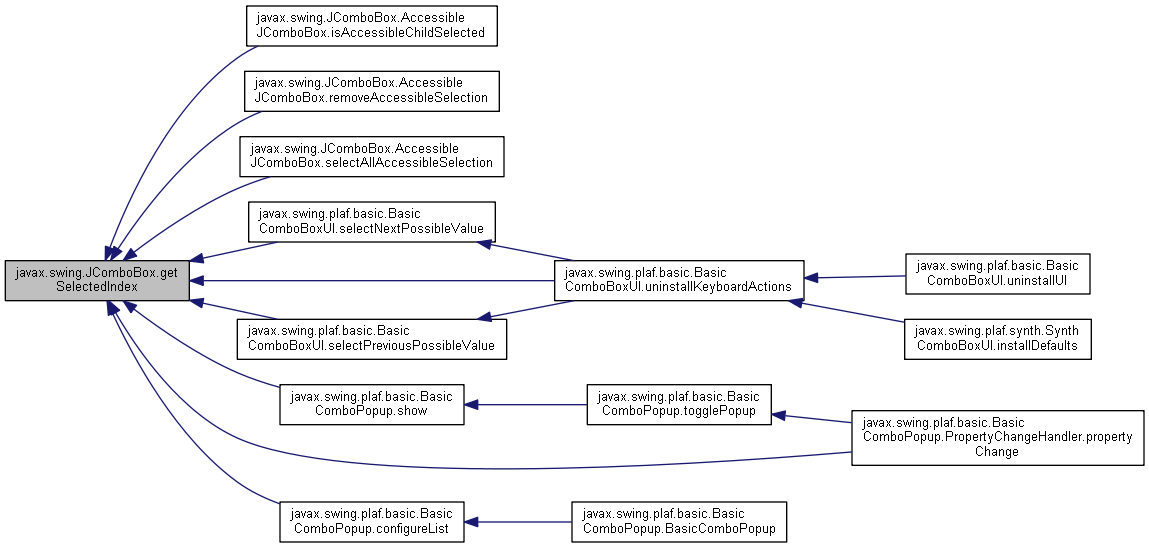 javax.swing.JComboBox.Accessible
JComboBox.isAccessibleChildSelected
javax.swing.JComboBox.Accessible
JComboBox.removeAccessibleSelection
javax.swing.JComboBox.Accessible
JComboBox.selectAllAccessibleSelection
javax.swing.plaf.basic.Basic
ComboBoxUI.selectNextPossibleValue
javax.swing.JComboBox.get
SelectedIndex
javax.swing.plaf.basic.Basic
ComboBoxUI.uninstallKeyboardActions
javax.swing.plaf.basic.Basic
ComboBoxUI.uninstallUI
javax.swing.plaf.basic.Basic
ComboBoxUI.selectPreviousPossibleValue
javax.swing.plaf.synth.Synth
ComboBoxUI.installDefaults
javax.swing.plaf.basic.Basic
ComboPopup.show
javax.swing.plaf.basic.Basic
ComboPopup.togglePopup
javax.swing.plaf.basic.Basic
ComboPopup.PropertyChangeHandler.property
Change
javax.swing.plaf.basic.Basic
ComboPopup.configureList
javax.swing.plaf.basic.Basic
ComboPopup.BasicComboPopup